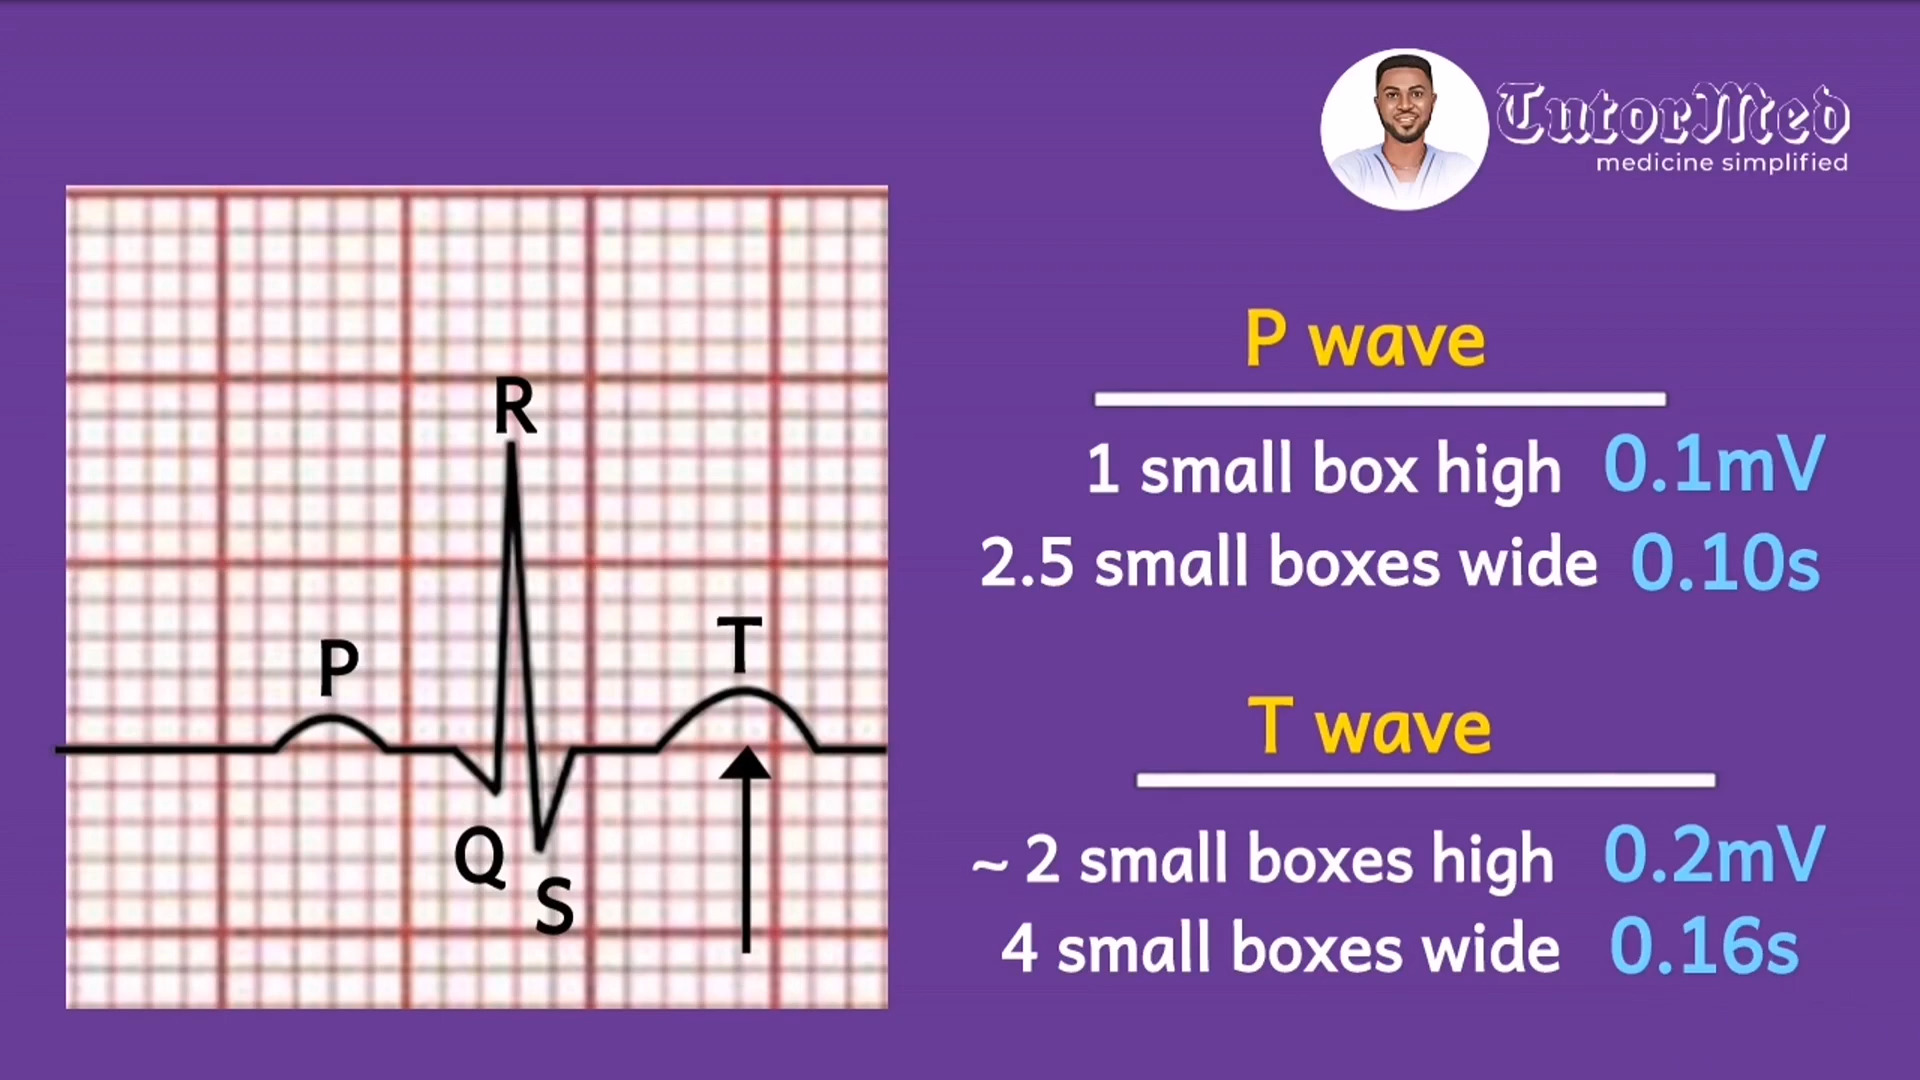 TutorMed
medicine simplified
P wave
1 small box high 0.1mV
2.5 small boxes wide 0.10s
T wave
~ 2 small boxes high 0.2mV
4 small boxes wide 0.16s
R
P
T
Q
S